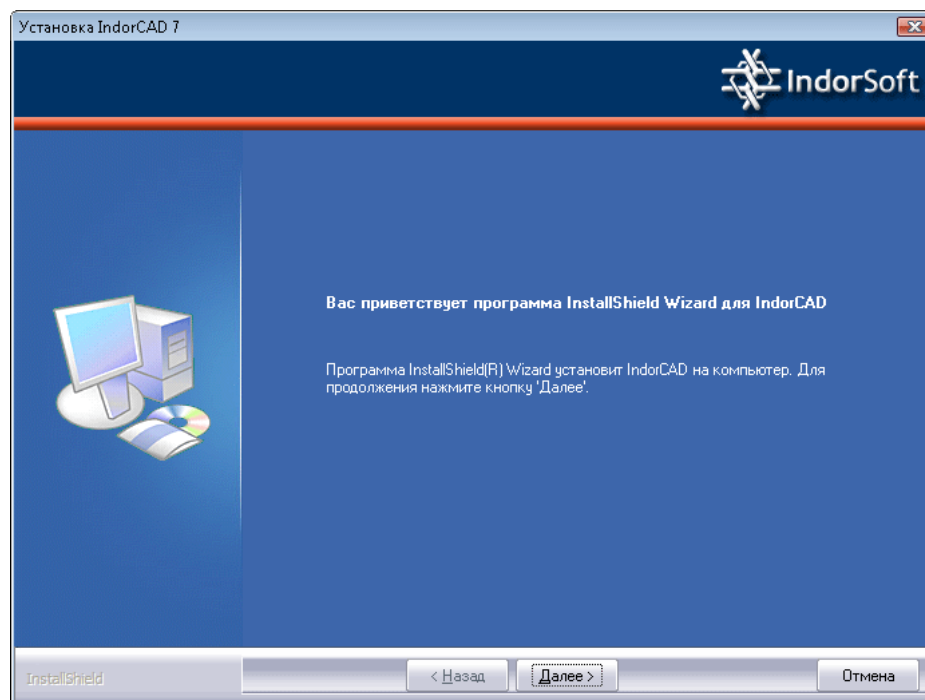 Установка IndorCAD 7
IndorSoft
Вас приветствует программа InstallShield Wizard для IndorCAD
Программа InstallShield(R) Wizard установит IndorCAD на компьютер. Для
продолжения нажмите кнопку 'Далее'.
InstallShield
< Назад
Далее >
Отмена